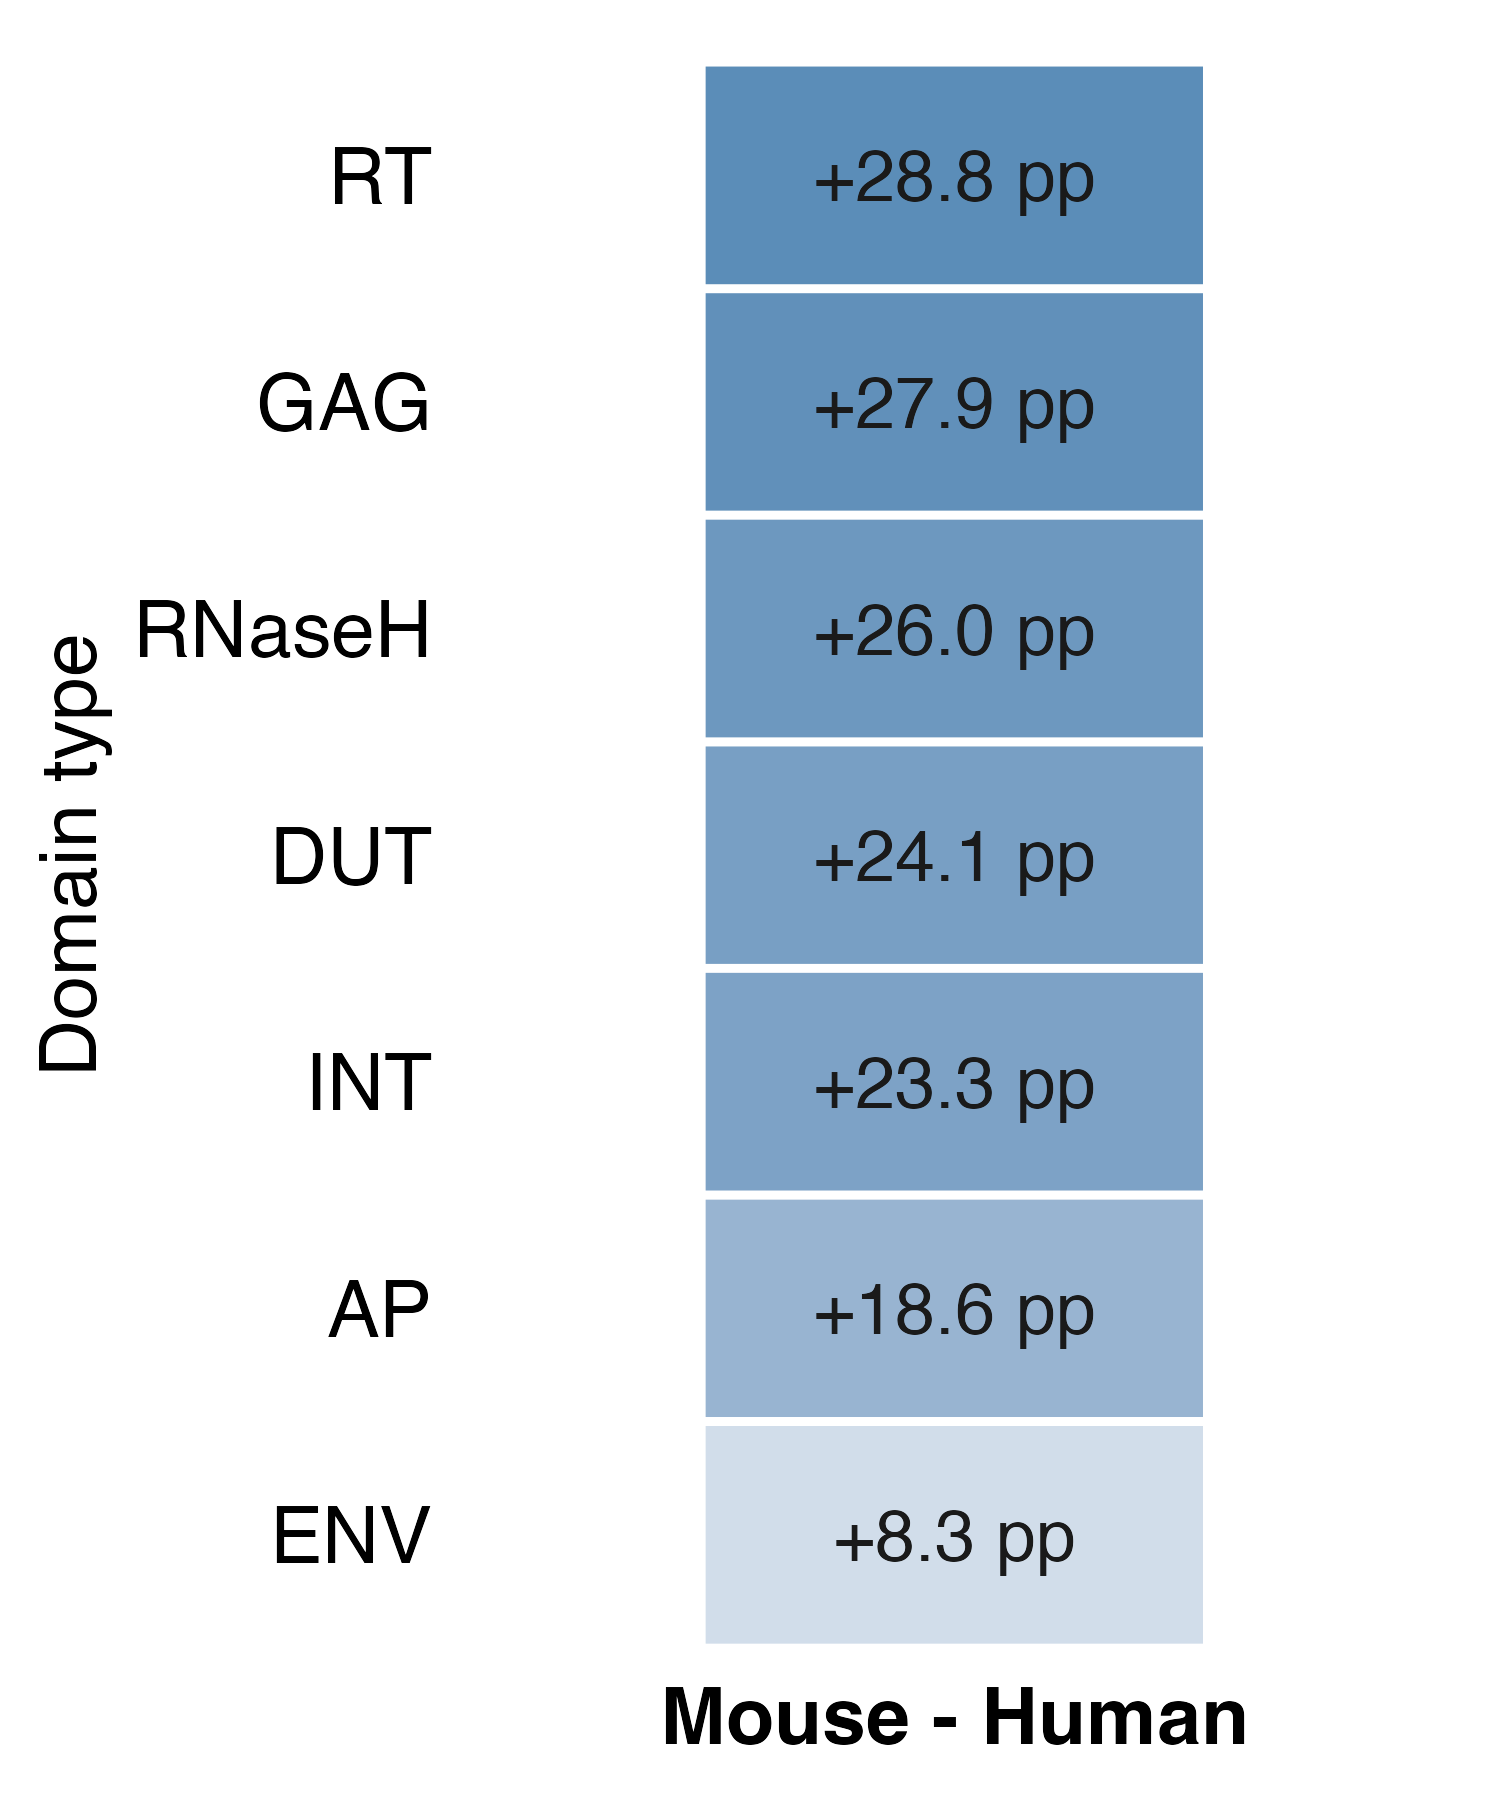 Domain type
RT +28.8 pp
GAG +27.9 pp
RNaseH +26.0 pp
DUT +24.1 pp
INT +23.3 pp
AP +18.6 pp
ENV +8.3 pp
Mouse - Human